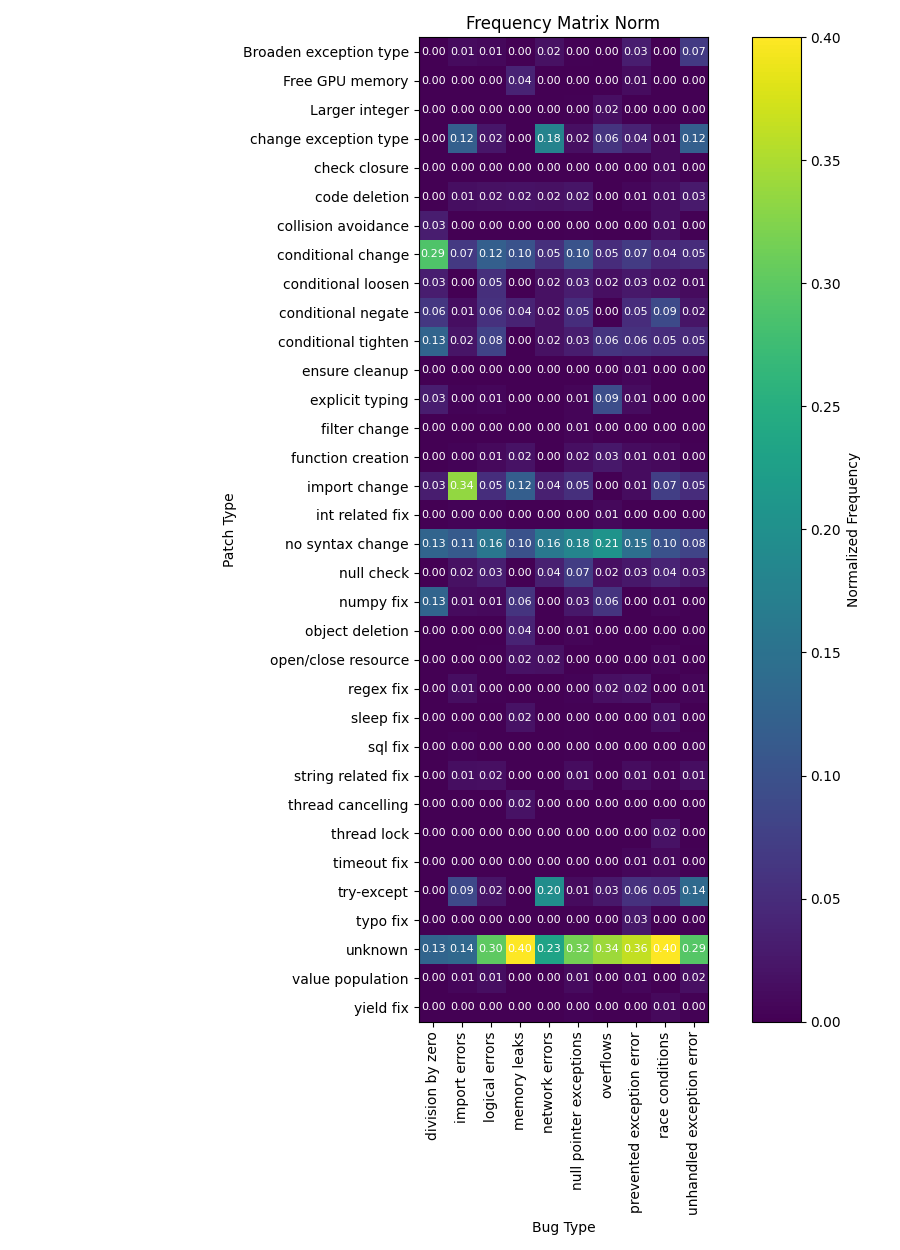 Frequency Matrix Norm
Broaden exception type 0.00 0.01 0.01 0.00 0.02 0.00 0.00 0.03 0.00 0.07
Free GPU memory 0.00 0.00 0.00 0.04 0.00 0.00 0.00 0.01 0.00 0.00
Larger integer 0.00 0.00 0.00 0.00 0.00 0.00 0.02 0.00 0.00 0.00
change exception type 0.00 0.12 0.02 0.00 0.18 0.02 0.06 0.04 0.01 0.12
check closure 0.00 0.00 0.00 0.00 0.00 0.00 0.00 0.00 0.01 0.00
code deletion 0.00 0.01 0.02 0.02 0.02 0.02 0.00 0.01 0.01 0.03
collision avoidance 0.03 0.00 0.00 0.00 0.00 0.00 0.00 0.00 0.01 0.00
conditional change 0.29 0.07 0.12 0.10 0.05 0.10 0.05 0.07 0.04 0.05
conditional loosen 0.03 0.00 0.05 0.00 0.02 0.03 0.02 0.03 0.02 0.01
conditional negate 0.06 0.01 0.06 0.04 0.02 0.05 0.00 0.05 0.09 0.02
conditional tighten 0.13 0.02 0.08 0.00 0.02 0.03 0.06 0.06 0.05 0.05
ensure cleanup 0.00 0.00 0.00 0.00 0.00 0.00 0.00 0.01 0.00 0.00
explicit typing 0.03 0.00 0.01 0.00 0.00 0.01 0.09 0.01 0.00 0.00
filter change 0.00 0.00 0.00 0.00 0.00 0.01 0.00 0.00 0.00 0.00
function creation 0.00 0.00 0.01 0.02 0.00 0.02 0.03 0.01 0.01 0.00
import change 0.03 0.34 0.05 0.12 0.04 0.05 0.00 0.01 0.07 0.05
int related fix 0.00 0.00 0.00 0.00 0.00 0.00 0.01 0.00 0.00 0.00
no syntax change 0.13 0.11 0.16 0.10 0.16 0.18 0.21 0.15 0.10 0.08
null check 0.00 0.02 0.03 0.00 0.04 0.07 0.02 0.03 0.04 0.03
numpy fix 0.13 0.01 0.01 0.06 0.00 0.03 0.06 0.00 0.01 0.00
object deletion 0.00 0.00 0.00 0.04 0.00 0.01 0.00 0.00 0.00 0.00
open/close resource 0.00 0.00 0.00 0.02 0.02 0.00 0.00 0.00 0.01 0.00
regex fix 0.00 0.01 0.00 0.00 0.00 0.00 0.02 0.02 0.00 0.01
sleep fix 0.00 0.00 0.00 0.02 0.00 0.00 0.00 0.00 0.01 0.00
sql fix 0.00 0.00 0.00 0.00 0.00 0.00 0.00 0.00 0.00 0.00
string related fix 0.00 0.01 0.02 0.00 0.00 0.01 0.00 0.01 0.01 0.01
thread cancelling 0.00 0.00 0.00 0.02 0.00 0.00 0.00 0.00 0.00 0.00
thread lock 0.00 0.00 0.00 0.00 0.00 0.00 0.00 0.00 0.02 0.00
timeout fix 0.00 0.00 0.00 0.00 0.00 0.00 0.00 0.01 0.01 0.00
try-except 0.00 0.09 0.02 0.00 0.20 0.01 0.03 0.06 0.05 0.14
typo fix 0.00 0.00 0.00 0.00 0.00 0.00 0.00 0.03 0.00 0.00
unknown 0.13 0.14 0.30 0.40 0.23 0.32 0.34 0.36 0.40 0.29
value population 0.00 0.01 0.01 0.00 0.00 0.01 0.00 0.01 0.00 0.02
yield fix 0.00 0.00 0.00 0.00 0.00 0.00 0.00 0.00 0.01 0.00
Patch Type
division by zero
import errors
logical errors
memory leaks
network errors
null pointer exceptions
overflows
prevented exception error
race conditions
unhandled exception error
Bug Type
0.40
0.35
0.30
0.25
0.20
0.15
0.10
0.05
0.00
Normalized Frequency